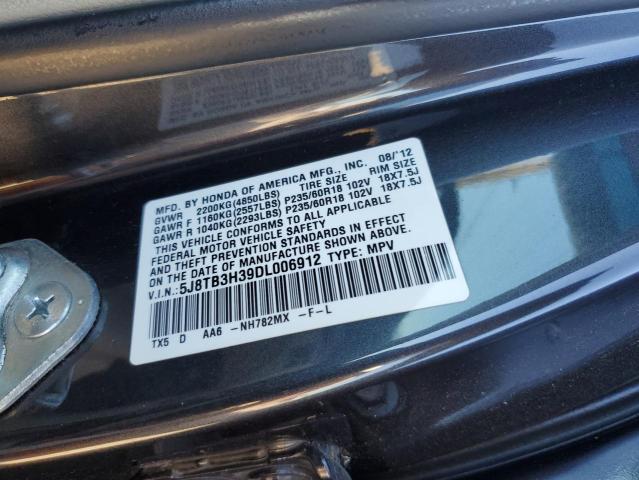 MFD. BY HONDA OF AMERICA MFG., INC. 08/'12
GVWR 2200KG(4850LBS) TIRE SIZE RIM SIZE
GAWR F 1160KG(2557LBS) P235/60R18 102V 18X7.5J
GAWR R 1040KG(2293LBS) P235/60R18 102V 18X7.5J
THIS VEHICLE CONFORMS TO ALL APPLICABLE
FEDERAL MOTOR VEHICLE SAFETY
AND THEFT PREVENTION STANDARDS IN EFFECT
ON THE DATE OF MANUFACTURE SHOWN ABOVE.
V.I.N.:5J8TB3H39DL006912 TYPE: MPV
TX5 D AA6 -NH782MX -F-L